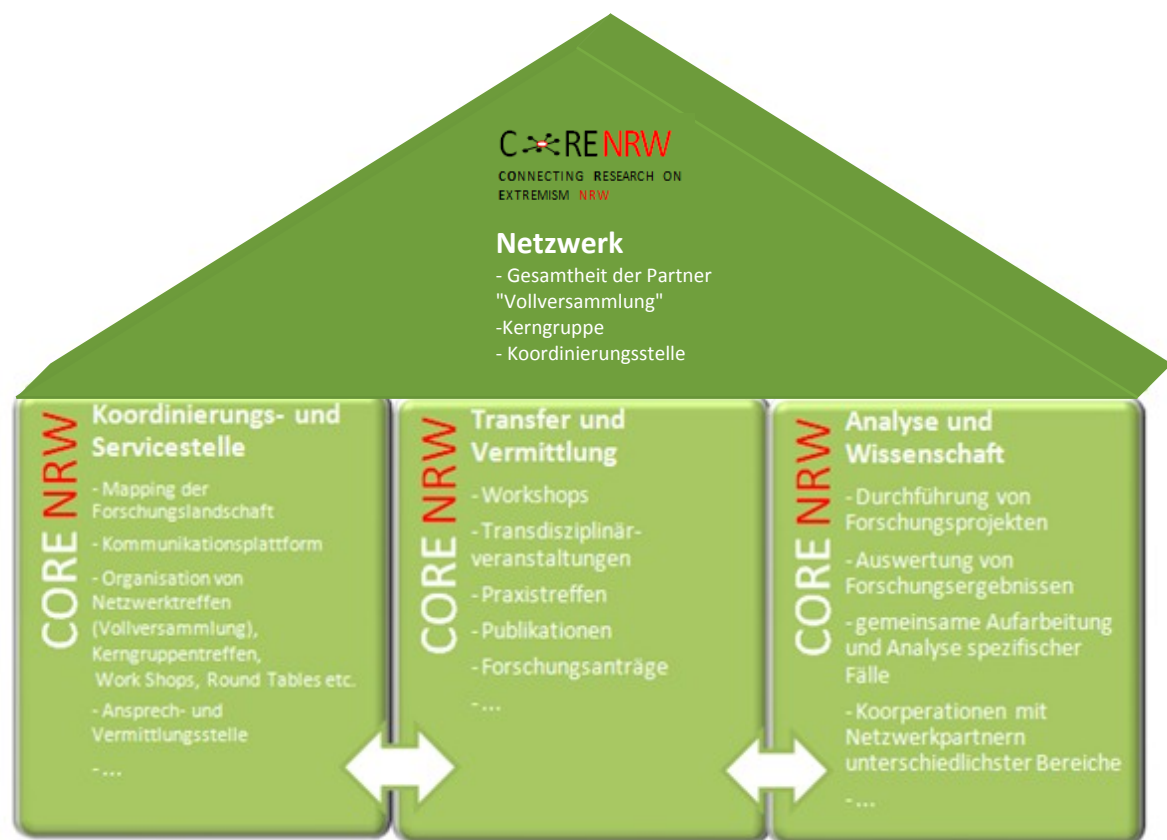 CORE NRW
CONNECTING RESEARCH ON
EXTREMISM NRW
Netzwerk
- Gesamtheit der Partner
"Vollversammlung"
-Kerngruppe
- Koordinierungsstelle
CORE NRW
Koordinierungs- und
Servicestelle
- Mapping der
Forschungslandschaft
- Kommunikationsplattform
- Organisation von
Netzwerktreffen
(Vollversammlung),
Kerngruppentreffen,
Work Shops, Round Tables etc.
- Ansprech- und
Vermittlungsstelle
- ...
CORE NRW
Transfer und
Vermittlung
- Workshops
- Transdisziplinär-
veranstaltungen
- Praxistreffen
- Publikationen
- Forschungsanträge
- ...
CORE NRW
Analyse und
Wissenschaft
- Durchführung von
Forschungsprojekten
- Auswertung von
Forschungsergebnissen
- gemeinsame Aufarbeitung
und Analyse spezifischer
Fälle
- Koorperationen mit
Netzwerkpartnern
unterschiedlichster Bereiche
- ...